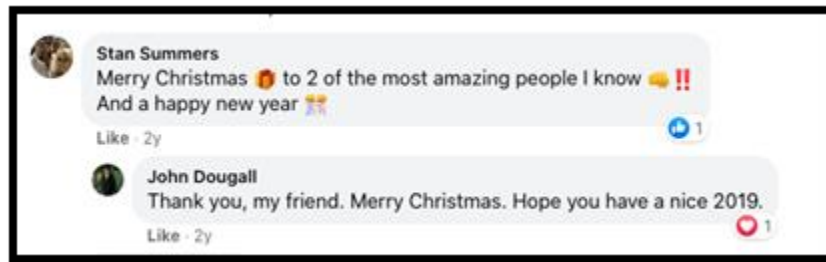 Stan Summers
Merry Christmas 🎁 to 2 of the most amazing people I know 👊‼️
And a happy new year 🎊
Like · 2y
1
John Dougall
Thank you, my friend. Merry Christmas. Hope you have a nice 2019.
1
Like · 2y